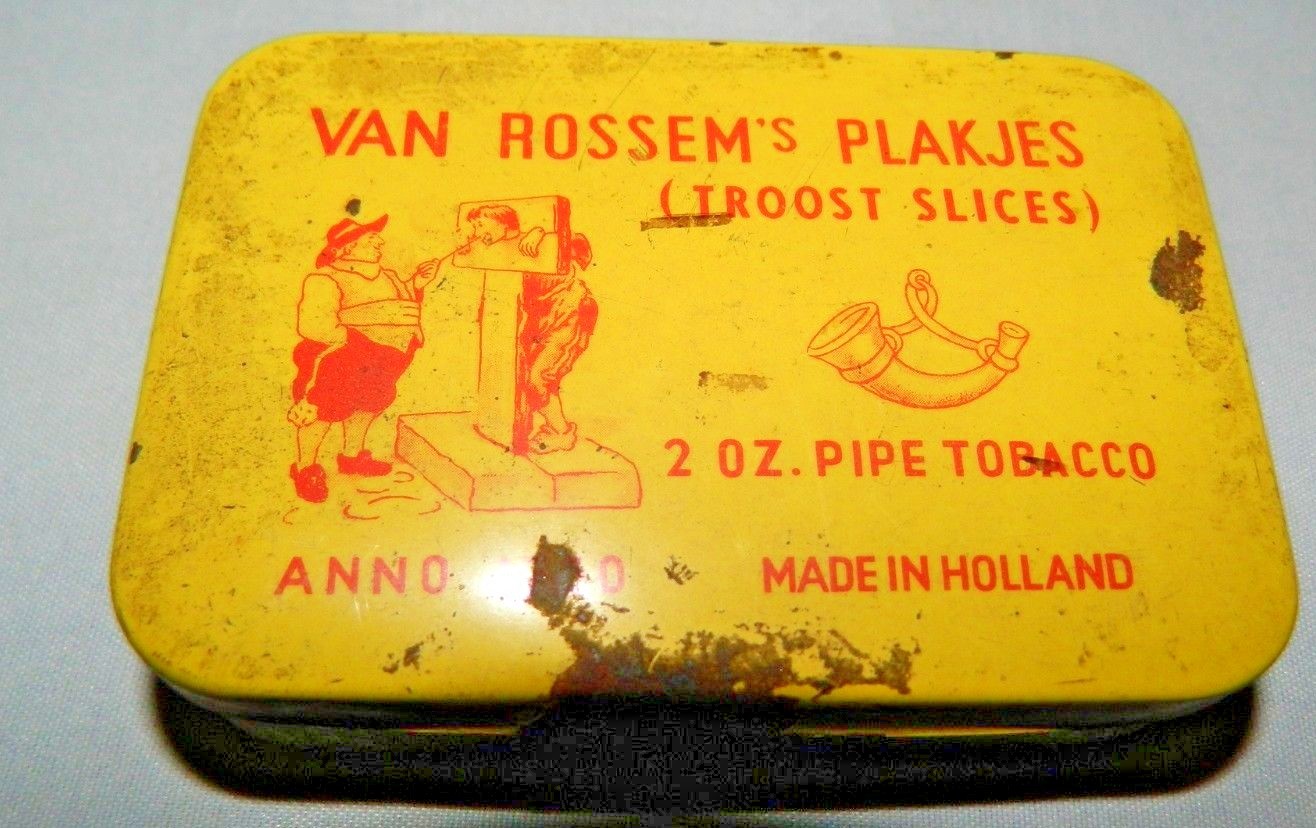 VAN ROSSEM'S PLAKJES
(TROOST SLICES)
2 OZ. PIPE TOBACCO
ANNO
MADE IN HOLLAND